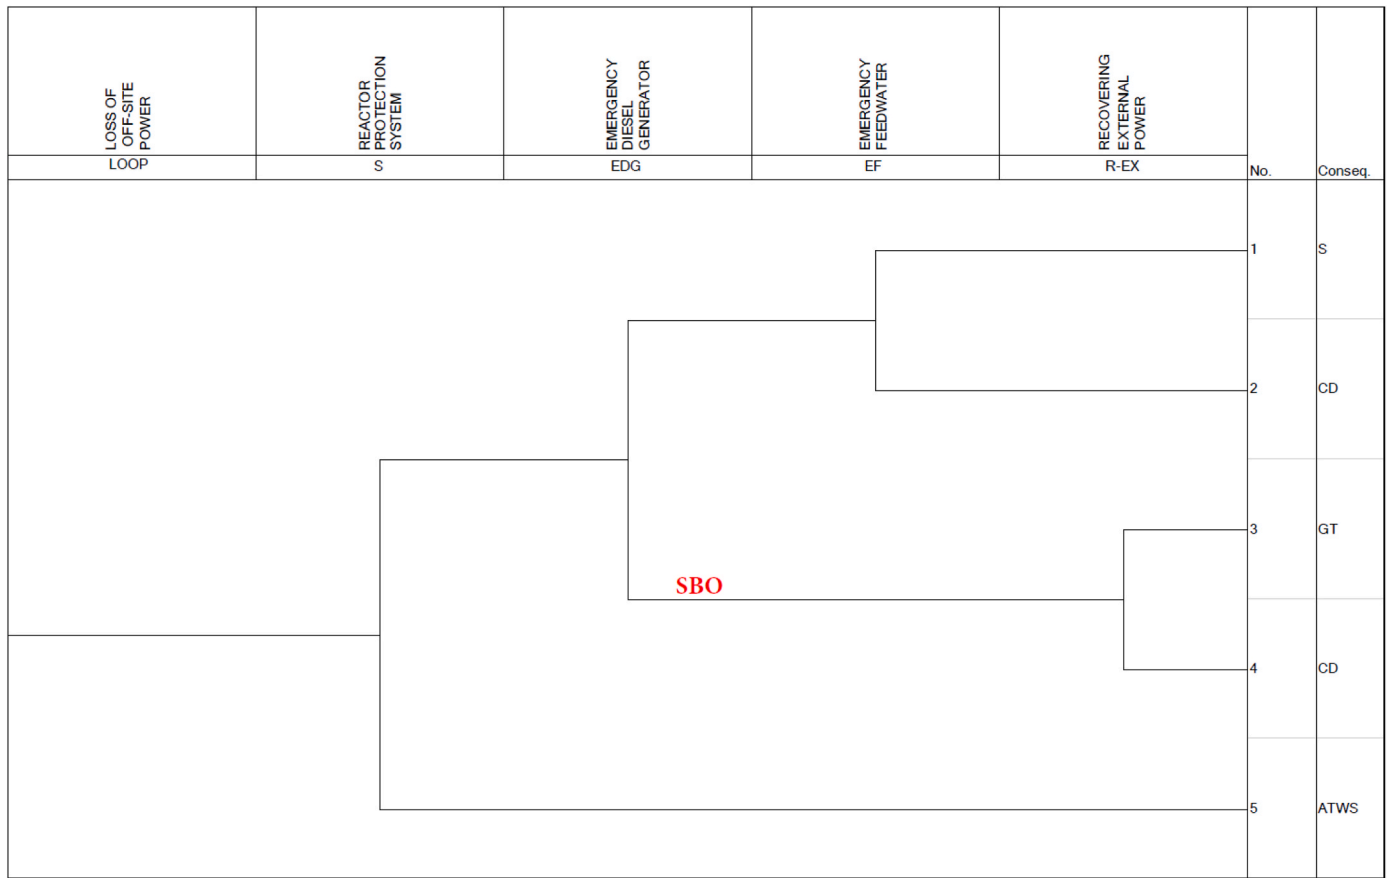 LOSS OF
OFF-SITE
POWER
REACTOR
PROTECTION
SYSTEM
EMERGENCY
DIESEL
GENERATOR
EMERGENCY
FEEDWATER
RECOVERING
EXTERNAL
POWER
LOOP S EDG EF R-EX No. Conseq.
1 S
2 CD
3 GT
SBO
4 CD
5 ATWS